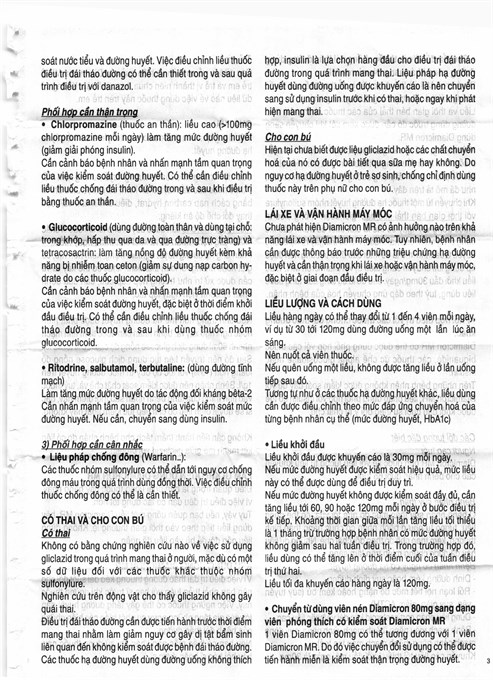 soát nước tiểu và đường huyết. Việc điều chỉnh liều thuốc
điều trị đái tháo đường có thể cần thiết trong và sau quá
trình điều trị với danazol.
Phối hợp cần thận trọng
• Chlorpromazine (thuốc an thần): liều cao (>100mg
chlorpromazine mỗi ngày) làm tăng mức đường huyết
(giảm giải phóng insulin).
Cần cảnh báo bệnh nhân và nhấn mạnh tầm quan trọng
của việc kiểm soát đường huyết. Có thể cần điều chỉnh
liều thuốc chống đái tháo đường trong và sau khi điều trị
bằng thuốc an thần.
• Glucocorticoid (dùng đường toàn thân và dùng tại chỗ:
trong khớp, hấp thu qua da và qua đường trực tràng) và
tetracosactrin: làm tăng nồng độ đường huyết kèm khả
năng bị nhiễm toan ceton (giảm sự dung nạp carbon hy-
drate do các thuốc glucocorticoid).
Cần cảnh báo bệnh nhân và nhấn mạnh tầm quan trọng
của việc kiểm soát đường huyết, đặc biệt ở thời điểm khởi
đầu điều trị. Có thể cần điều chỉnh liều thuốc chống đái
tháo đường trong và sau khi dùng thuốc nhóm
glucocorticoid.
• Ritodrine, salbutamol, terbutaline: (dùng đường tĩnh
mạch)
Làm tăng mức đường huyết do tác động đối kháng bêta-2
Cần nhấn mạnh tầm quan trọng của việc kiểm soát mức
đường huyết. Nếu cần, chuyển sang dùng insulin.
3) Phối hợp cần cân nhắc
• Liệu pháp chống đông (Warfarin..):
Các thuốc nhóm sulfonylure có thể dẫn tới nguy cơ chống
đông máu trong quá trình dùng đồng thời. Việc điều chỉnh
thuốc chống đông có thể là cần thiết.
CÓ THAI VÀ CHO CON BÚ
Có thai
Không có bằng chứng nghiên cứu nào về việc sử dụng
gliclazid trong quá trình mang thai ở người, mặc dù có một
số dữ liệu đối với các thuốc khác thuộc nhóm
sulfonylure.
Nghiên cứu trên động vật cho thấy gliclazid không gây
quái thai.
Điều trị đái tháo đường cần được tiến hành trước thời điểm
mang thai nhằm làm giảm nguy cơ gây dị tật bẩm sinh
liên quan đến không kiểm soát được bệnh đái tháo đường.
Các thuốc hạ đường huyết dùng đường uống không thích
hợp, insulin là lựa chọn hàng đầu cho điều trị đái tháo
đường trong quá trình mang thai. Liệu pháp hạ đường
huyết dùng đường uống được khuyến cáo là nên chuyển
sang sử dụng insulin trước khi có thai, hoặc ngay khi phát
hiện mang thai.
Cho con bú
Hiện tại chưa biết được liệu gliclazid hoặc các chất chuyển
hoá của nó có được bài tiết qua sữa mẹ hay không. Do
nguy cơ hạ đường huyết ở trẻ sơ sinh, chống chỉ định dùng
thuốc này trên phụ nữ cho con bú.
LÁI XE VÀ VẬN HÀNH MÁY MÓC
Chưa phát hiện Diamicron MR có ảnh hưởng nào trên khả
năng lái xe và vận hành máy móc. Tuy nhiên, bệnh nhân
cần được thông báo trước những triệu chứng hạ đường
huyết và cần thận trọng khi lái xe hoặc vận hành máy móc,
đặc biệt ở giai đoạn đầu điều trị.
LIỀU LƯỢNG VÀ CÁCH DÙNG
Liều hàng ngày có thể thay đổi từ 1 đến 4 viên mỗi ngày,
ví dụ từ 30 tới 120mg dùng đường uống một lần lúc ăn
sáng.
Nên nuốt cả viên thuốc.
Nếu quên uống một liều, không được tăng liều ở lần uống
tiếp sau đó.
Tương tự như ở các thuốc hạ đường huyết khác, liều dùng
cần được điều chỉnh theo mức đáp ứng chuyển hoá của
từng bệnh nhân cụ thể (mức đường huyết, HbA1c)
• Liều khởi đầu
Liều khởi đầu được khuyến cáo là 30mg mỗi ngày.
Nếu mức đường huyết được kiểm soát hiệu quả, mức liều
này có thể được dùng để điều trị duy trì.
Nếu mức đường huyết không được kiểm soát đầy đủ, cần
tăng liều tới 60, 90 hoặc 120mg mỗi ngày ở bước điều trị
kế tiếp. Khoảng thời gian giữa mỗi lần tăng liều tối thiểu
là 1 tháng trừ trường hợp bệnh nhân có mức đường huyết
không giảm sau hai tuần điều trị. Trong trường hợp đó,
liều dùng có thể tăng lên ở thời điểm cuối của tuần điều
trị thứ hai.
Liều tối đa khuyến cáo hàng ngày là 120mg.
• Chuyển từ dùng viên nén Diamicron 80mg sang dạng
viên phóng thích có kiểm soát Diamicron MR
1 viên Diamicron 80mg có thể tương đương với 1 viên
Diamicron MR. Do đó việc chuyển đổi sử dụng có thể được
tiến hành miễn là kiểm soát thận trọng đường huyết.
3